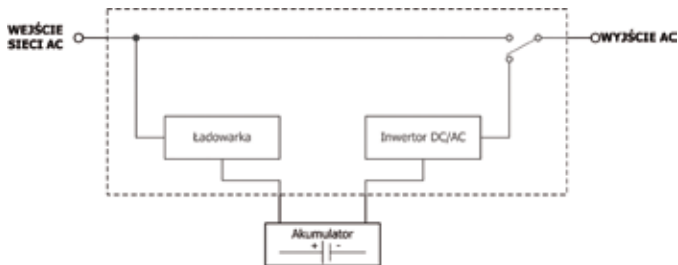 WEJŚCIE
SIECI AC
WYJŚCIE AC
Ładowarka
Inwertor DC/AC
Akumulator
+ -